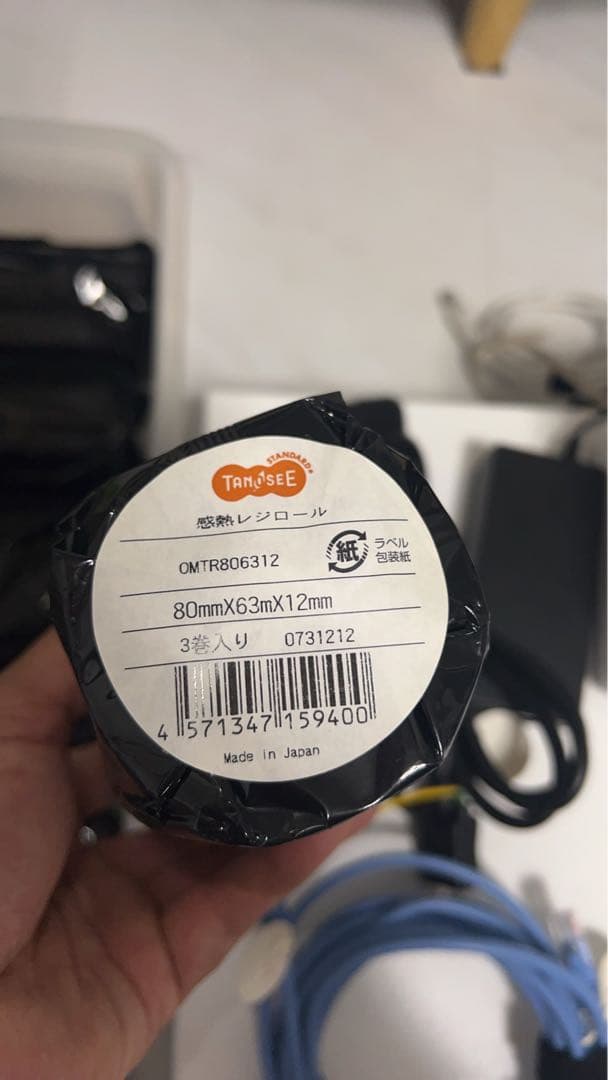 STANDARD
TANOSEE
感熱レジロール
OMTR806312
紙
ラベル
包装紙
80mmX63mX12mm
3巻入り 0731212
4 571347 159400
Made in Japan